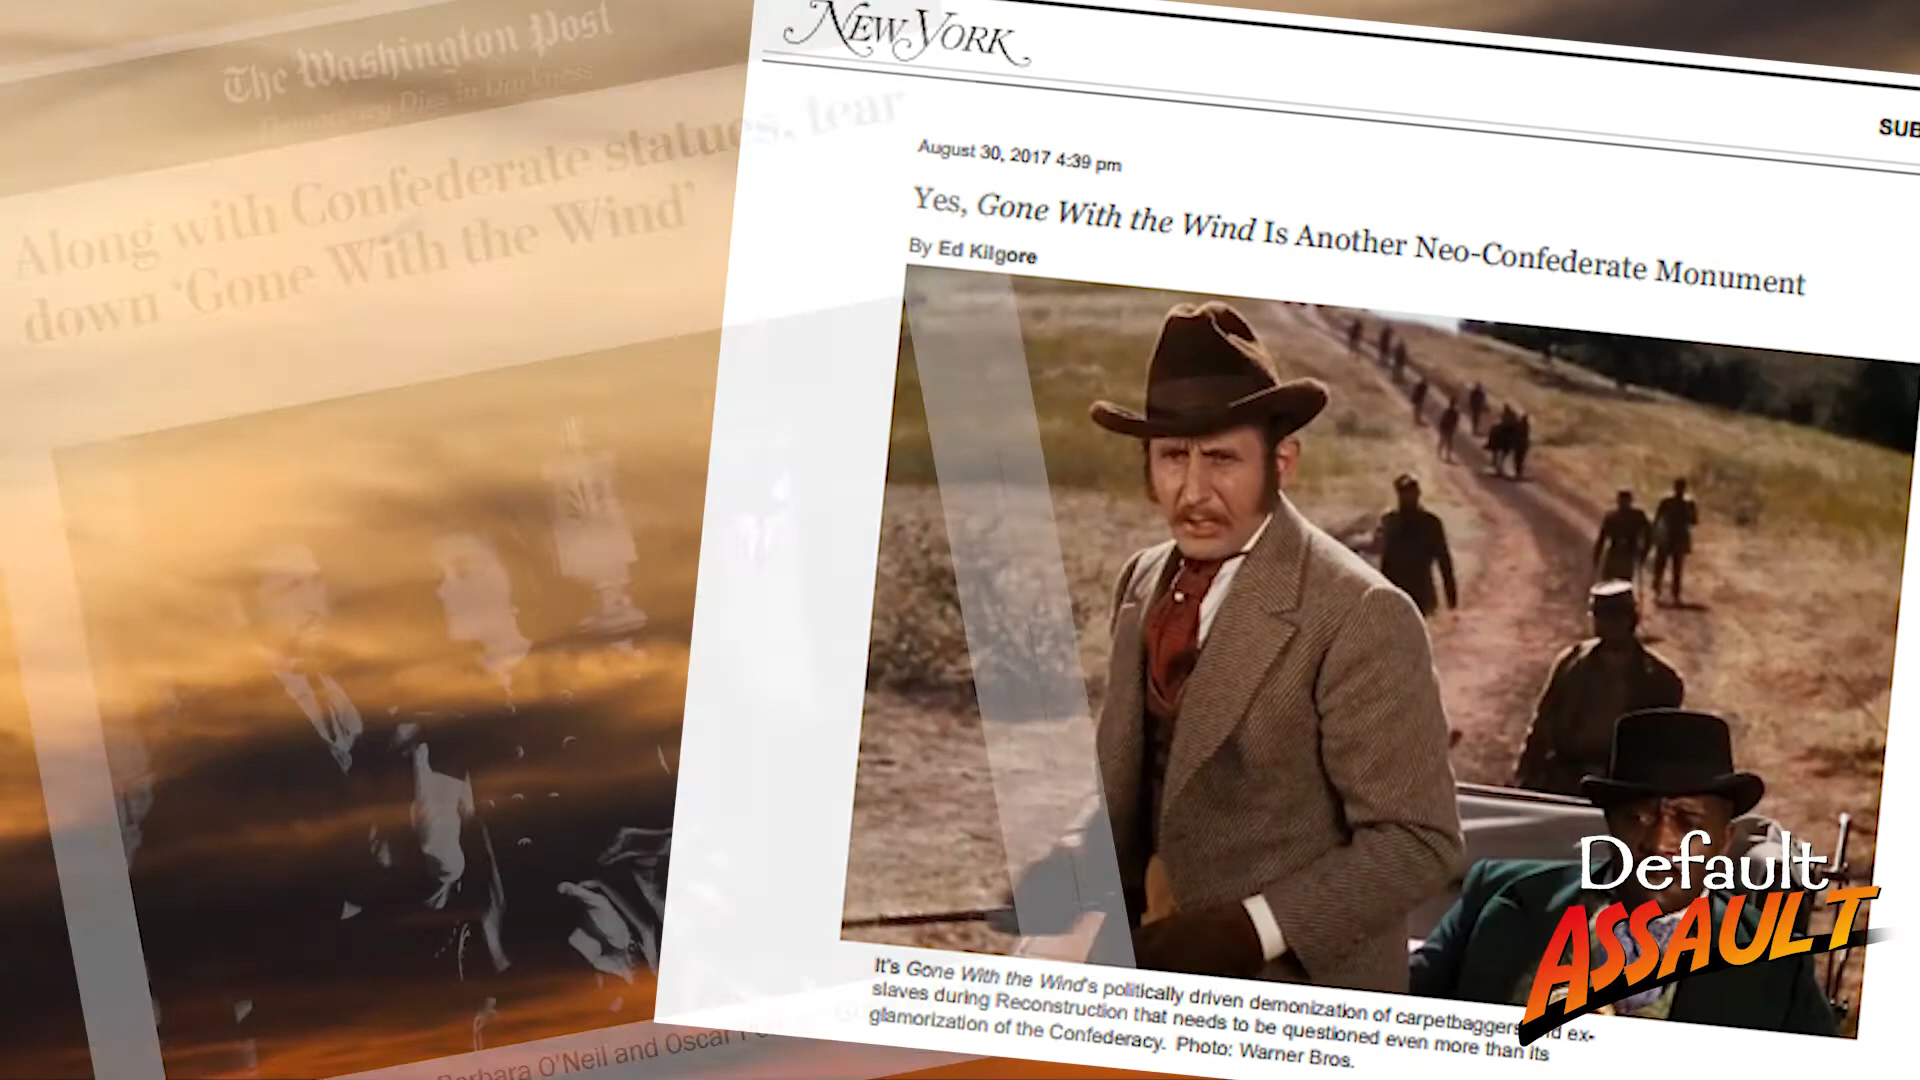 The Washington Post
Democracy Dies in Darkness
Along with Confederate statues, tear
down 'Gone With the Wind'
Barbara O'Neil and Oscar
NEW YORK
SUB
August 30, 2017 4:39 pm
Yes, Gone With the Wind Is Another Neo-Confederate Monument
By Ed Kilgore
It's Gone With the Wind's politically driven demonization of carpetbaggers ex-
slaves during Reconstruction that needs to be questioned even more than its
glamorization of the Confederacy. Photo: Warner Bros.
Default
ASSAULT